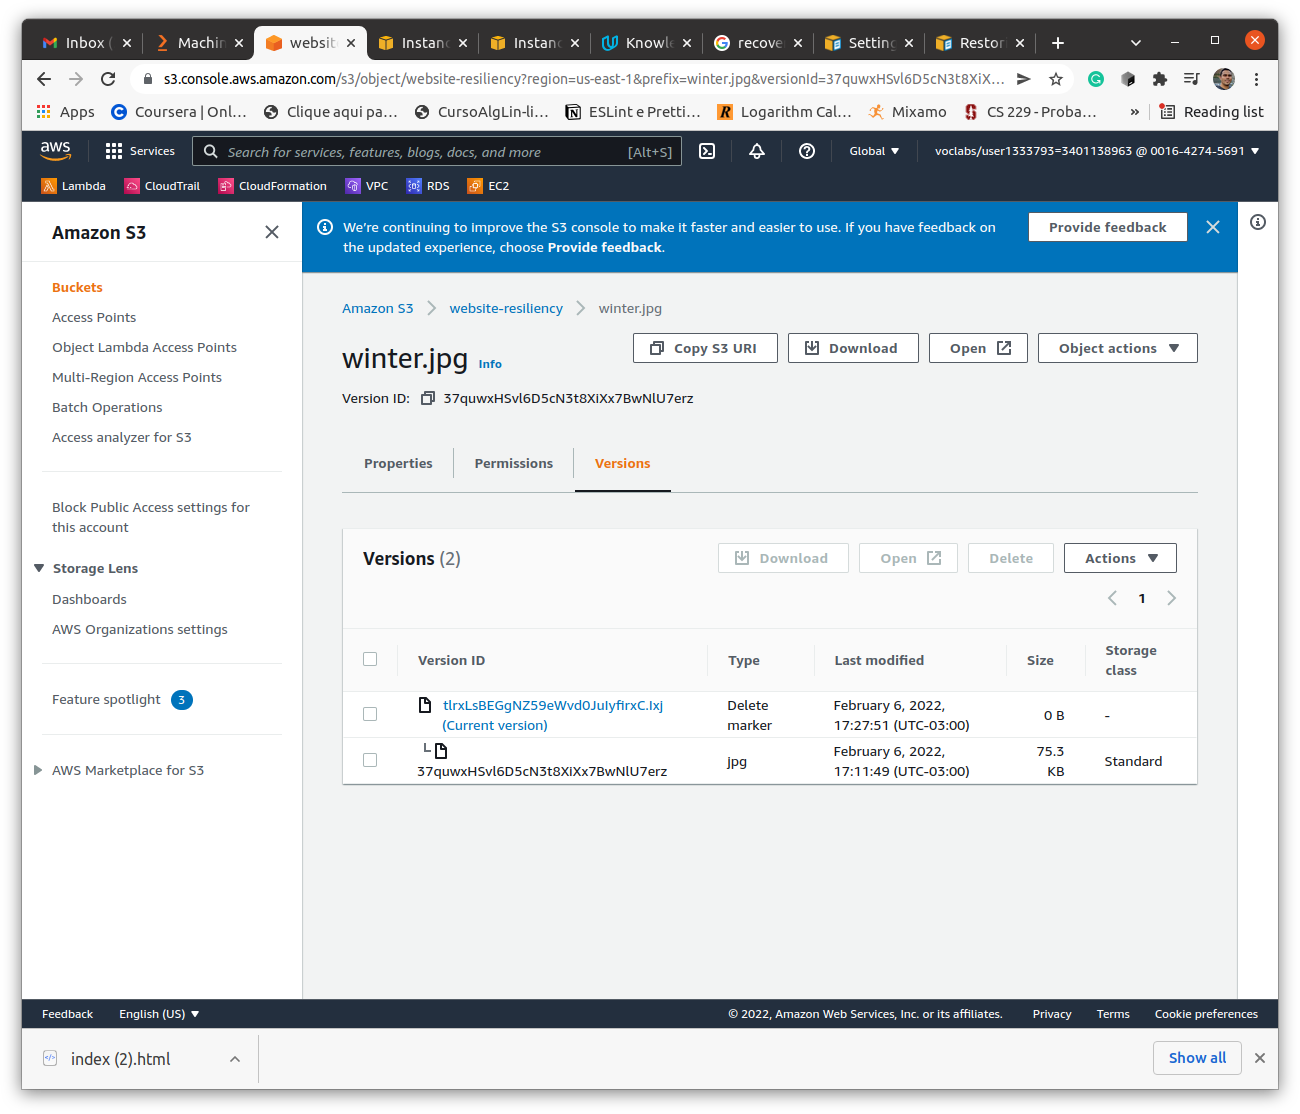 Inbox (
Machin
websit
Instanc
Instanc
Knowle
recove
Setting
Restor
s3.console.aws.amazon.com/s3/object/website-resiliency?region=us-east-1&prefix=winter.jpg&versionId=37quwxHSvl6D5cN3t8XiX...
Apps
Coursera | Onl...
Clique aqui pa...
CursoAlgLin-li...
ESLint e Pretti...
Logarithm Cal...
Mixamo
CS 229 - Proba...
»
Reading list
aws
Services
Search for services, features, blogs, docs, and more
[Alt+S]
Global
voclabs/user1333793=3401138963 @ 0016-4274-5691
Lambda
CloudTrail
CloudFormation
VPC
RDS
EC2
Amazon S3
Buckets
Access Points
Object Lambda Access Points
Multi-Region Access Points
Batch Operations
Access analyzer for S3
Block Public Access settings for
this account
Storage Lens
Dashboards
AWS Organizations settings
Feature spotlight 3
AWS Marketplace for S3
We're continuing to improve the S3 console to make it faster and easier to use. If you have feedback on
the updated experience, choose Provide feedback.
Provide feedback
Amazon S3
website-resiliency
winter.jpg
winter.jpg Info
Copy S3 URI
Download
Open
Object actions
Version ID: 37quwxHSvl6D5cN3t8XiXx7BwNlU7erz
Properties
Permissions
Versions
Versions (2)
Download
Open
Delete
Actions
1
Version ID
Type
Last modified
Size
Storage
class
tlrxLsBEGgNZ59eWvd0JuIyfirxC.Ixj
(Current version)
Delete
marker
February 6, 2022,
17:27:51 (UTC-03:00)
0 B
-
37quwxHSvl6D5cN3t8XiXx7BwNlU7erz
jpg
February 6, 2022,
17:11:49 (UTC-03:00)
75.3
KB
Standard
Feedback
English (US)
© 2022, Amazon Web Services, Inc. or its affiliates.
Privacy
Terms
Cookie preferences
index (2).html
Show all